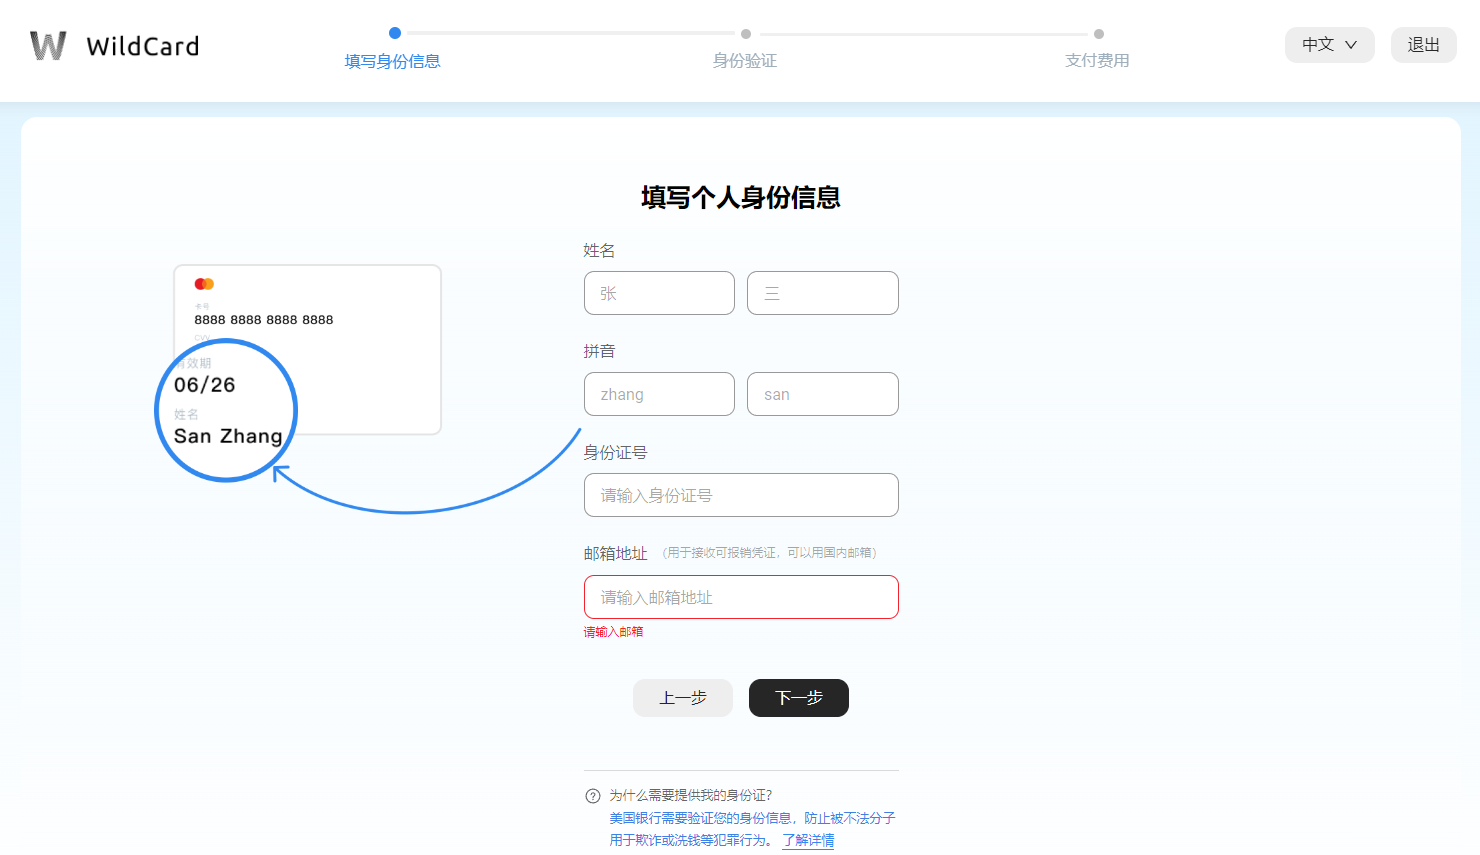 WildCard
填写身份信息
身份验证
支付费用
中文
退出
填写个人身份信息
姓名
张
三
卡号
8888 8888 8888 8888
CVV
有效期
06/26
姓名
San Zhang
拼音
zhang
san
身份证号
请输入身份证号
邮箱地址 (用于接收可报销凭证，可以用国内邮箱)
请输入邮箱地址
请输入邮箱
上一步
下一步
为什么需要提供我的身份证?
美国银行需要验证您的身份信息，防止被不法分子
用于欺诈或洗钱等犯罪行为。 了解详情